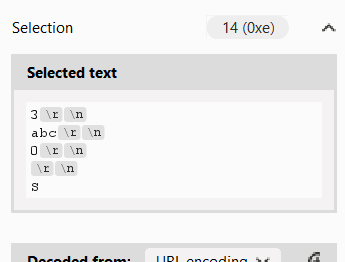 Selection 14 (0xe)
Selected text
3 \r \n
abc \r \n
0 \r \n
\r \n
S
Decoded from: URL encoding